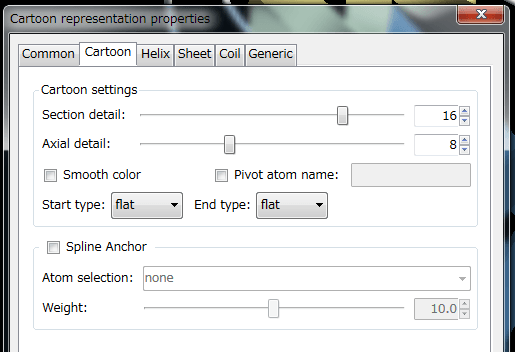 Cartoon representation properties
Common Cartoon Helix Sheet Coil Generic
Cartoon settings
Section detail: 16
Axial detail: 8
Smooth color Pivot atom name:
Start type: flat End type: flat
Spline Anchor
Atom selection: none
Weight: 10.0